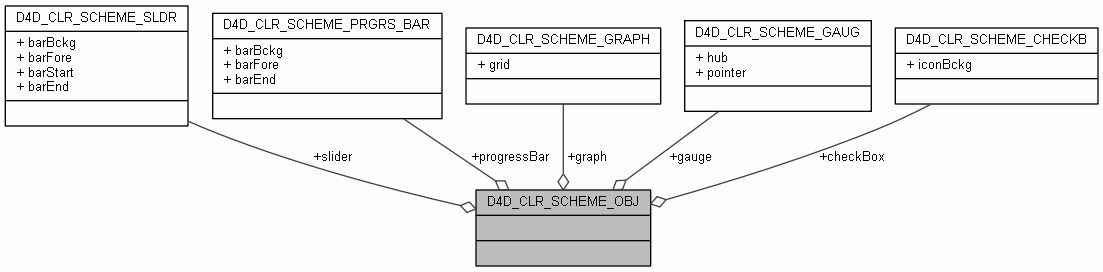 D4D_CLR_SCHEME_SLDR
+ barBckg
+ barFore
+ barStart
+ barEnd
D4D_CLR_SCHEME_PRGRS_BAR
+ barBckg
+ barFore
+ barEnd
D4D_CLR_SCHEME_GRAPH
+ grid
D4D_CLR_SCHEME_GAUG
+ hub
+ pointer
D4D_CLR_SCHEME_CHECKB
+ iconBckg
+slider
+progressBar
+graph
+gauge
+checkBox
D4D_CLR_SCHEME_OBJ